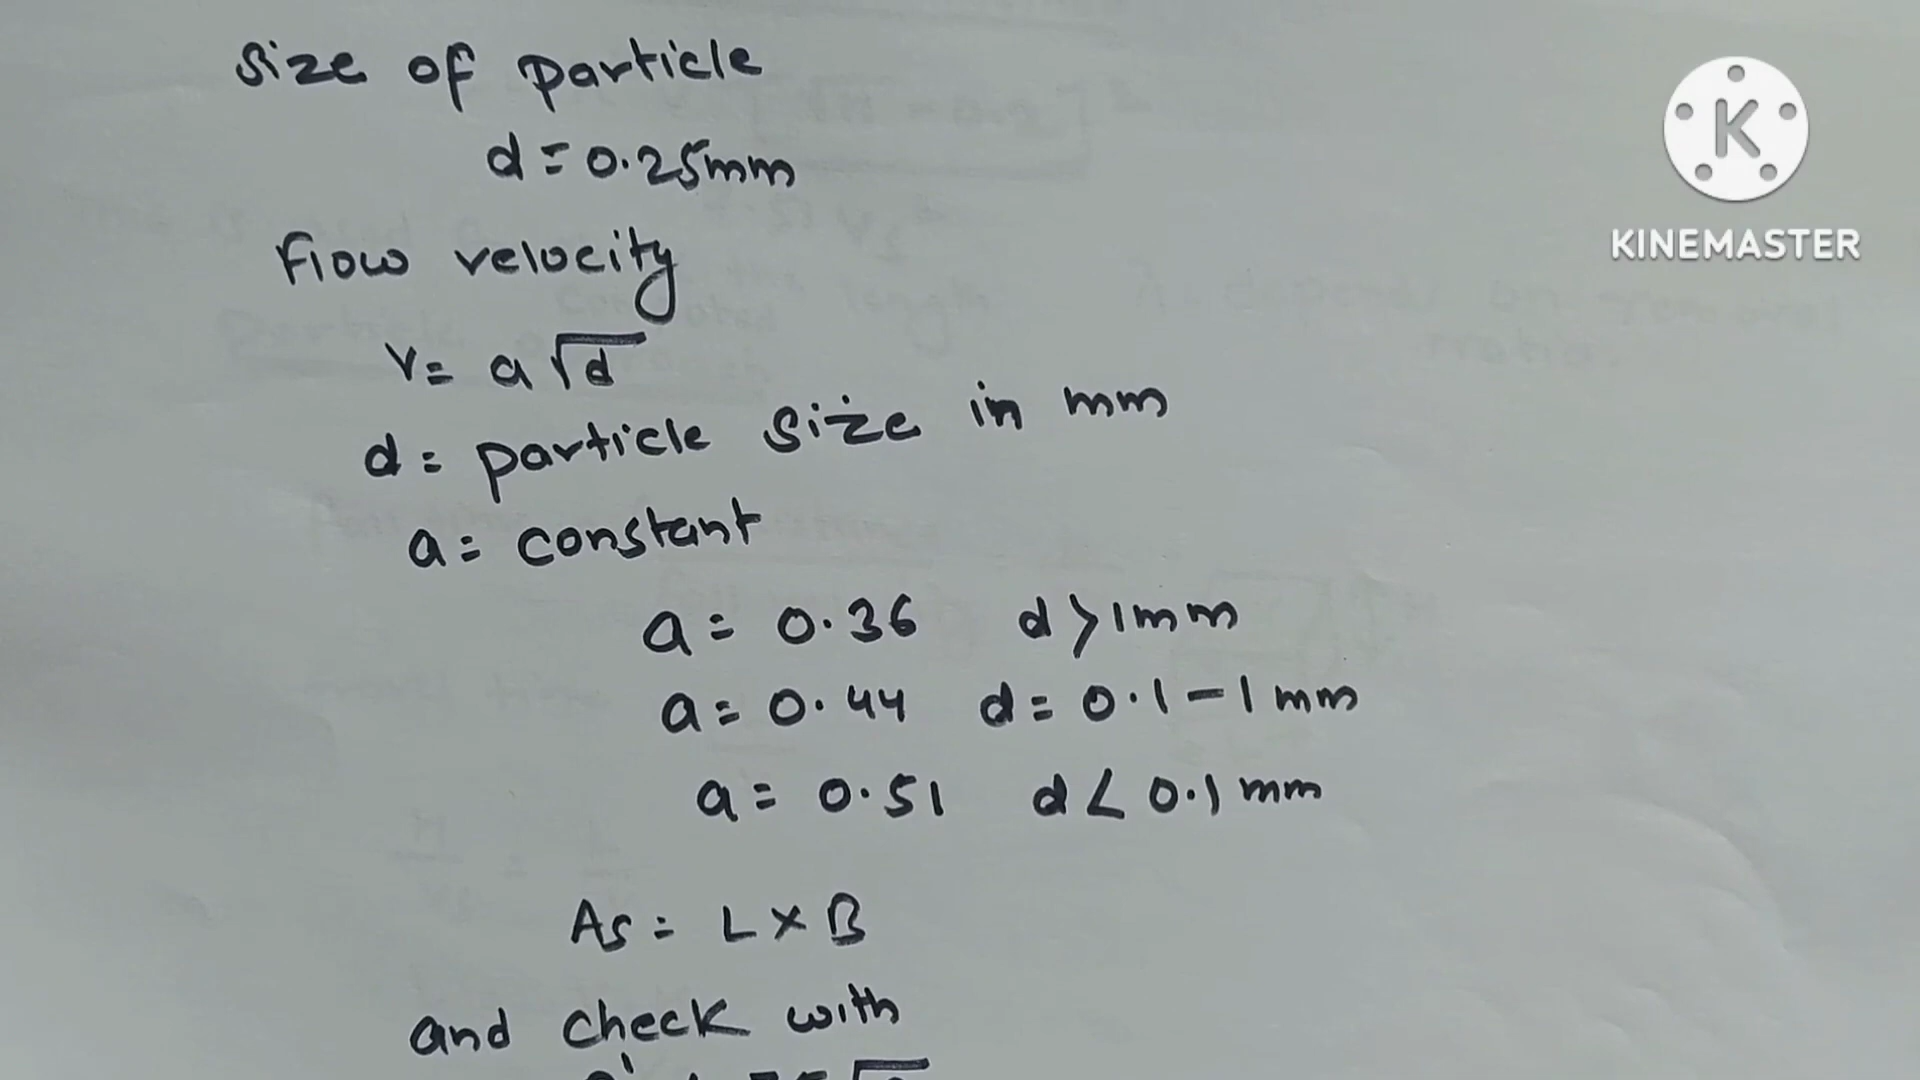 Size of particle
d = 0.25mm
Flow velocity
V = a √d
d = particle size in mm
a = constant
a = 0.36 d > 1mm
a = 0.44 d = 0.1 - 1 mm
a = 0.51 d < 0.1 mm
As = L × B
and check with
K
KINEMASTER